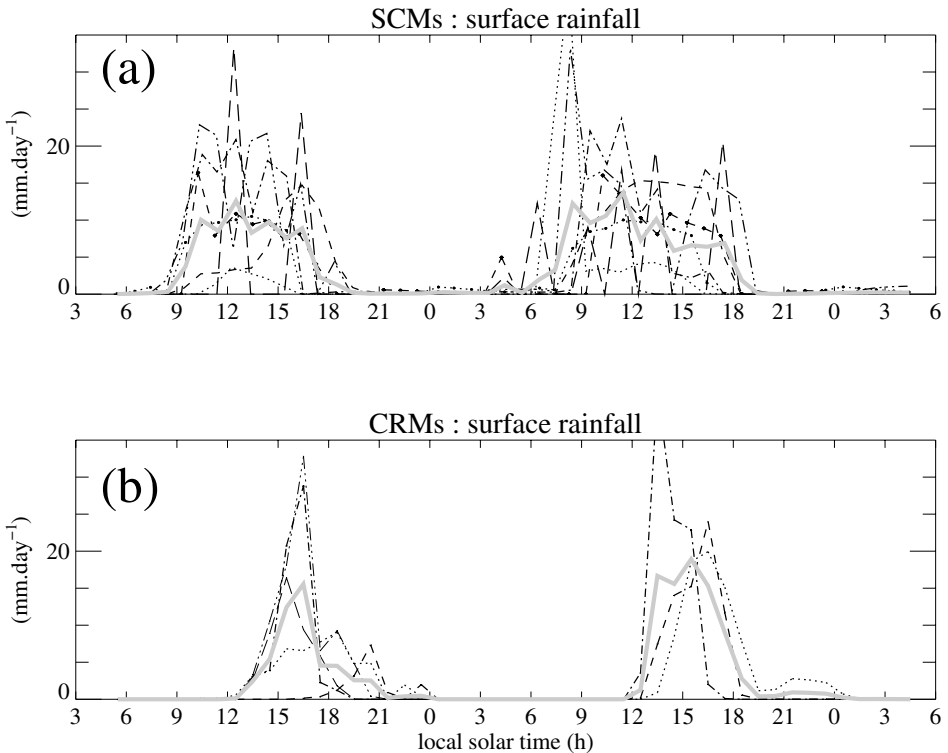 SCMs : surface rainfall
(a)
20
0
(mm.day⁻¹)
3 6 9 12 15 18 21 0 3 6 9 12 15 18 21 0 3 6
CRMs : surface rainfall
(b)
20
0
(mm.day⁻¹)
3 6 9 12 15 18 21 0 3 6 9 12 15 18 21 0 3 6
local solar time (h)